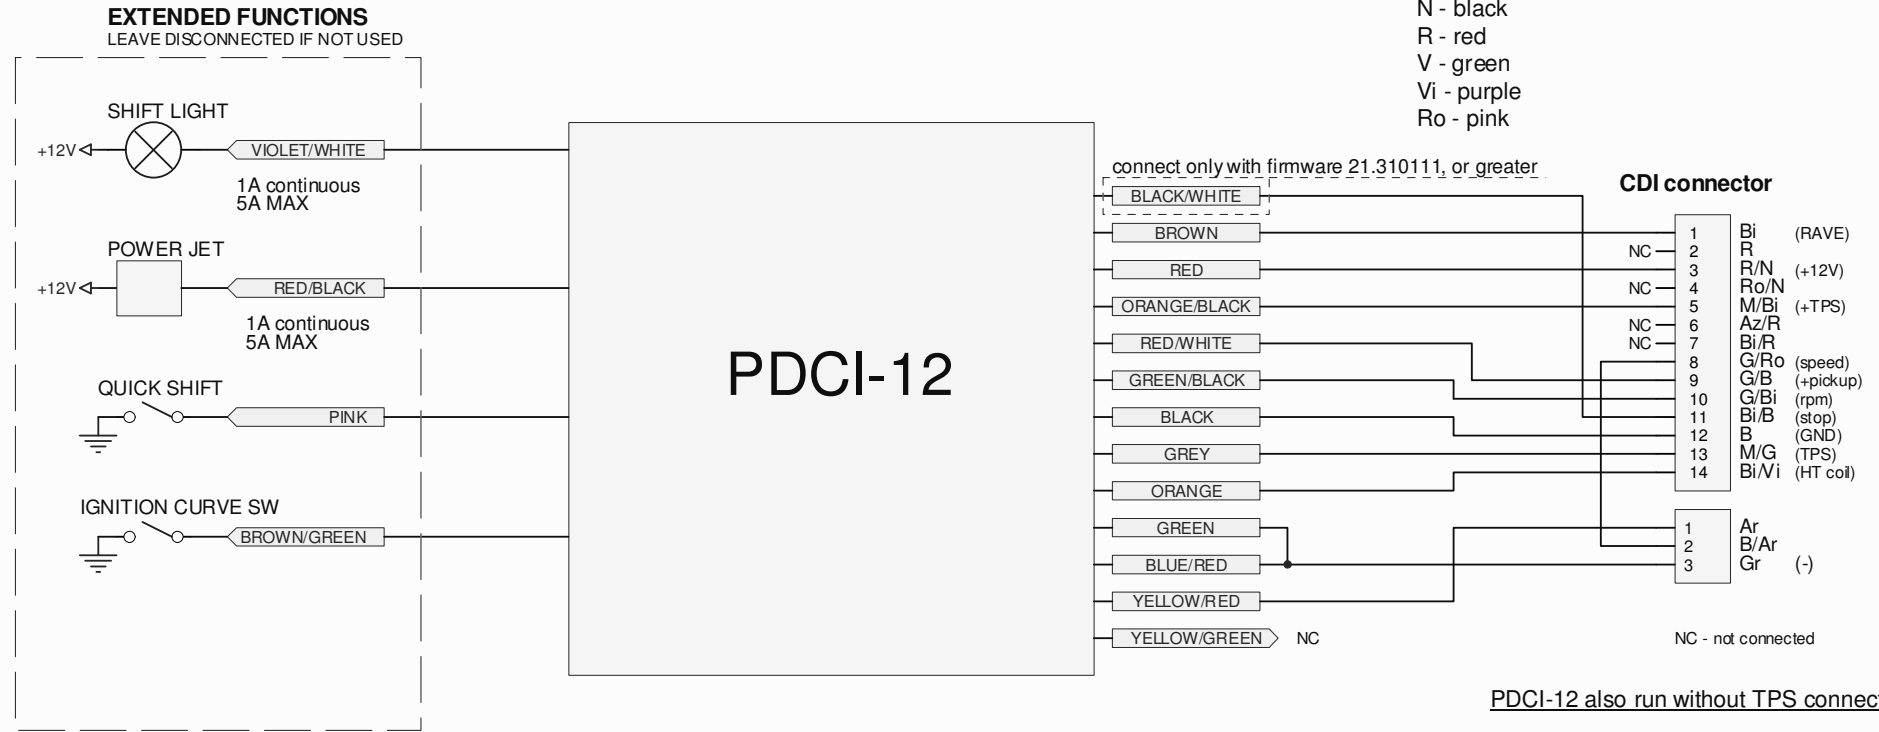 EXTENDED FUNCTIONS
LEAVE DISCONNECTED IF NOT USED
SHIFT LIGHT
+12V
VIOLET/WHITE
1A continuous
5A MAX
POWER JET
+12V
RED/BLACK
1A continuous
5A MAX
QUICK SHIFT
PINK
IGNITION CURVE SW
BROWN/GREEN
PDCI-12
N - black
R - red
V - green
Vi - purple
Ro - pink
connect only with firmware 21.310111, or greater
BLACK/WHITE
BROWN
RED
ORANGE/BLACK
RED/WHITE
GREEN/BLACK
BLACK
GREY
ORANGE
GREEN
BLUE/RED
YELLOW/RED
YELLOW/GREEN NC
CDI connector
1 Bi (RAVE)
NC 2 R
3 R/N (+12V)
NC 4 Ro/N
5 M/Bi (+TPS)
NC 6 Az/R
NC 7 Bi/R
8 G/Ro (speed)
9 G/B (+pickup)
10 G/Bi (rpm)
11 Bi/B (stop)
12 B (GND)
13 M/G (TPS)
14 Bi/Vi (HT coil)
1 Ar
2 B/Ar
3 Gr (-)
NC - not connected
PDCI-12 also run without TPS connect